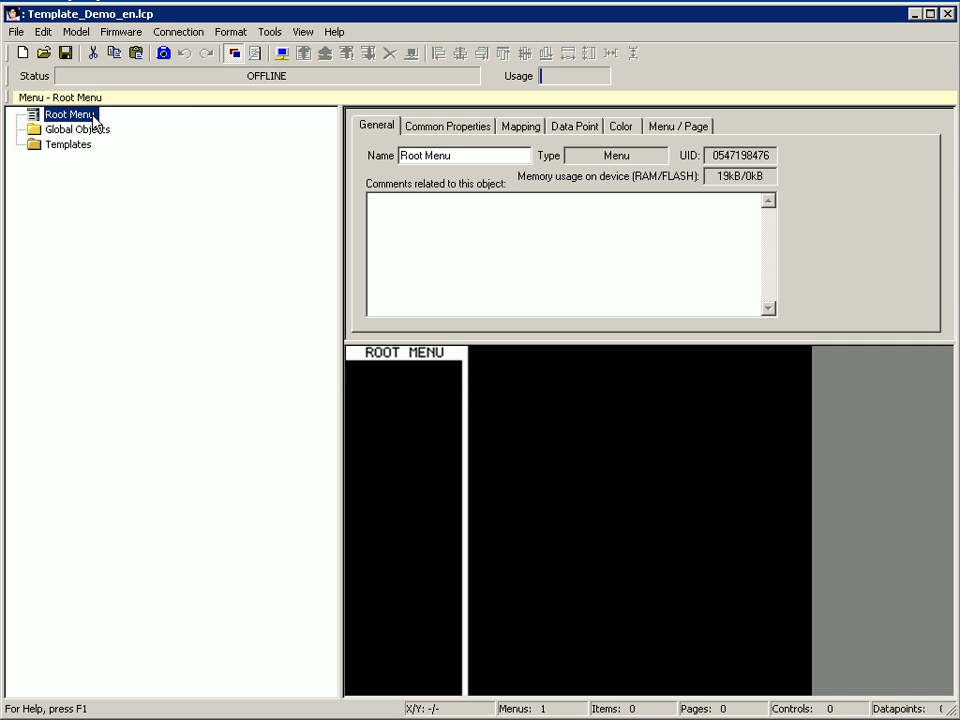 : Template_Demo_en.lcp
File Edit Model Firmware Connection Format Tools View Help
Status OFFLINE Usage
Menu - Root Menu
Root Menu
Global Objects
Templates
General Common Properties Mapping Data Point Color Menu / Page
Name Root Menu Type Menu UID: 0547198476
Memory usage on device (RAM/FLASH): 19kB/0kB
Comments related to this object:
ROOT MENU
For Help, press F1 X/Y: -/- Menus: 1 Items: 0 Pages: 0 Controls: 0 Datapoints: